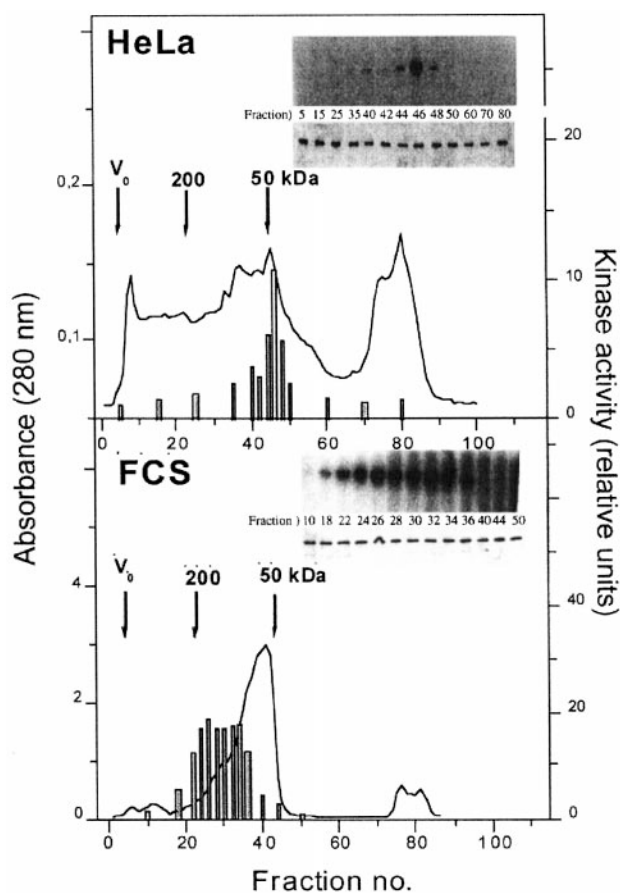 HeLa
Fraction) 5 15 25 35 40 42 44 46 48 50 60 70 80
V0 200 50 kDa
0,2
0,1
20
10
0
0 20 40 60 80 100
FCS
Fraction ) 10 18 22 24 26 28 30 32 34 36 40 44 50
V0 200 50 kDa
4
2
0
40
20
0
0 20 40 60 80 100
Absorbance (280 nm)
Kinase activity (relative units)
Fraction no.